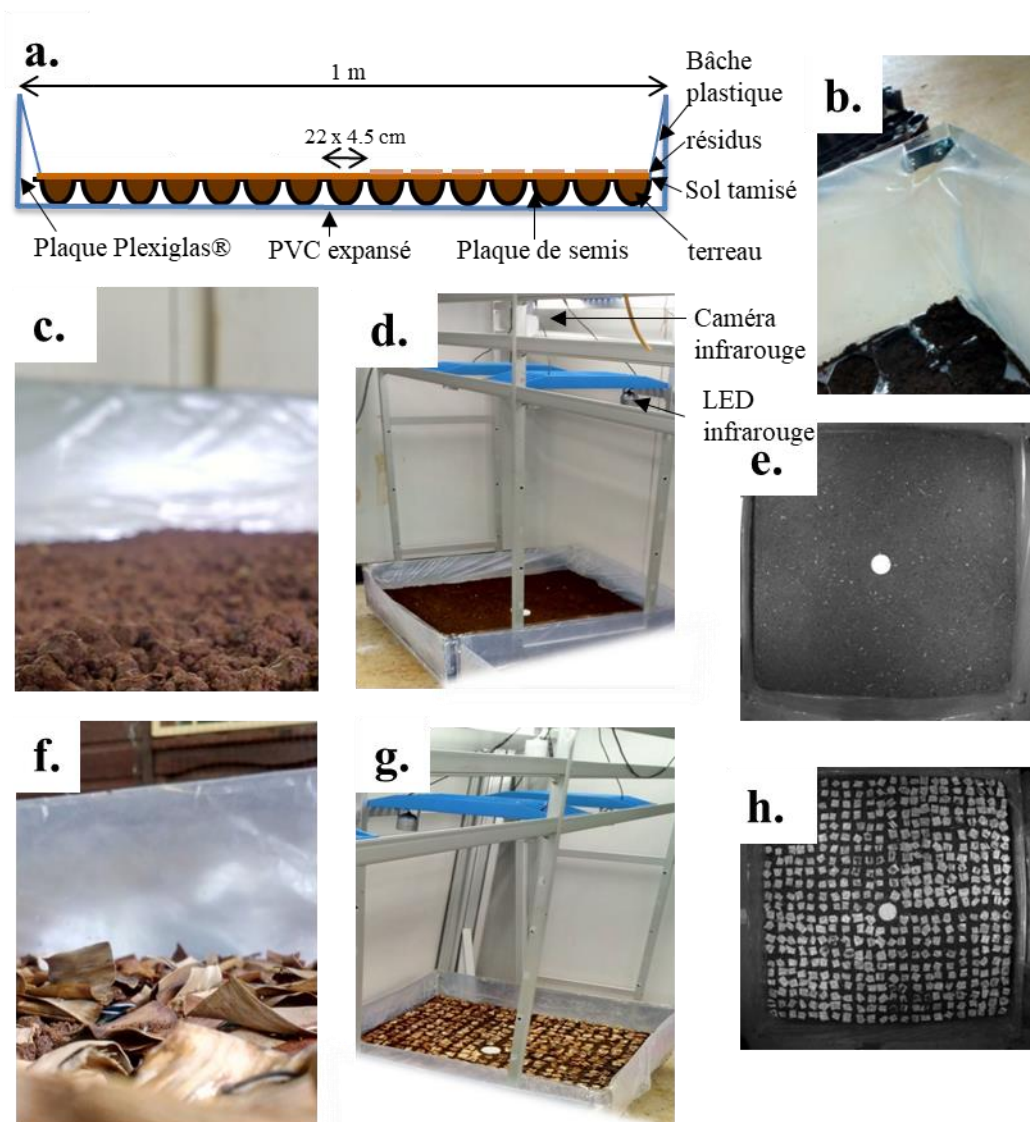 a.
1 m
Bâche
plastique
b.
22 x 4.5 cm
résidus
Sol tamisé
Plaque Plexiglas®
PVC expansé
Plaque de semis
terreau
c.
d.
Caméra
infrarouge
LED
infrarouge
e.
f.
g.
h.